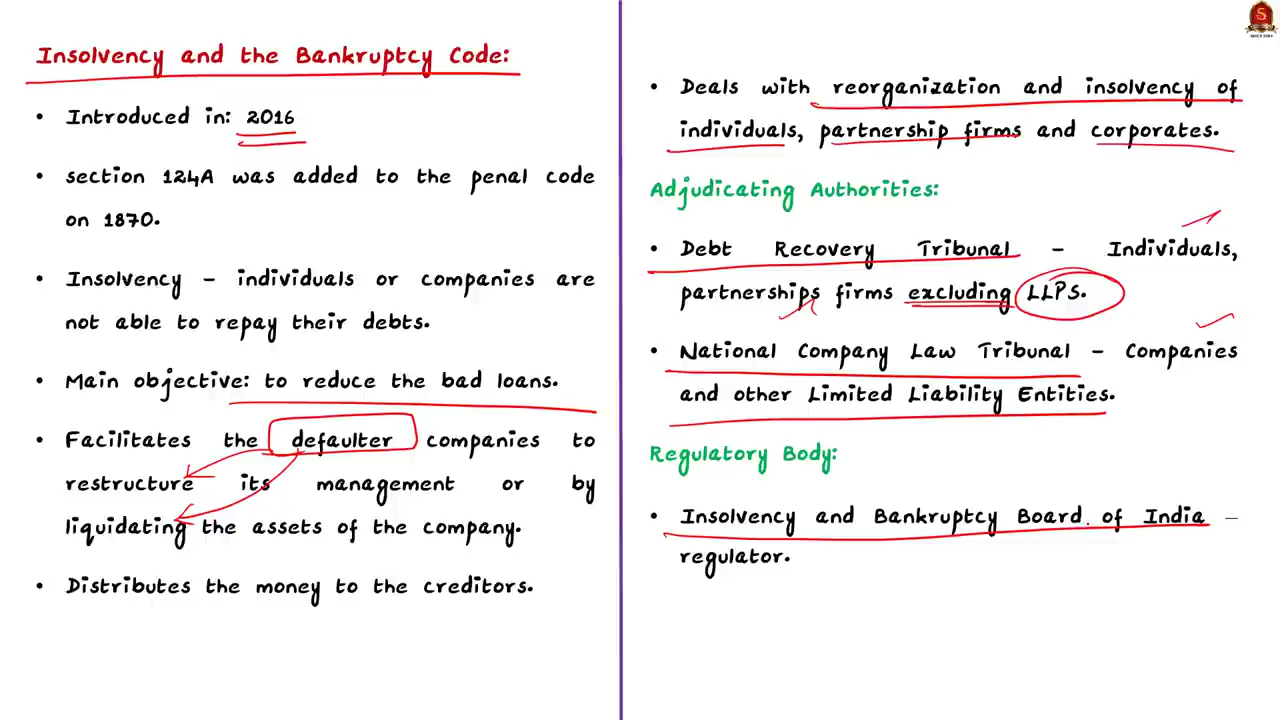 Insolvency and the Bankruptcy Code:
• Introduced in: 2016
• section 124A was added to the penal code
on 1870.
• Insolvency – individuals or companies are
not able to repay their debts.
• Main objective: to reduce the bad loans.
• Facilitates the defaulter companies to
restructure its management or by
liquidating the assets of the company.
• Distributes the money to the creditors.
• Deals with reorganization and insolvency of
individuals, partnership firms and corporates.
Adjudicating Authorities:
• Debt Recovery Tribunal – Individuals,
partnerships firms excluding LLPS.
• National Company Law Tribunal – Companies
and other Limited Liability Entities.
Regulatory Body:
• Insolvency and Bankruptcy Board of India –
regulator.